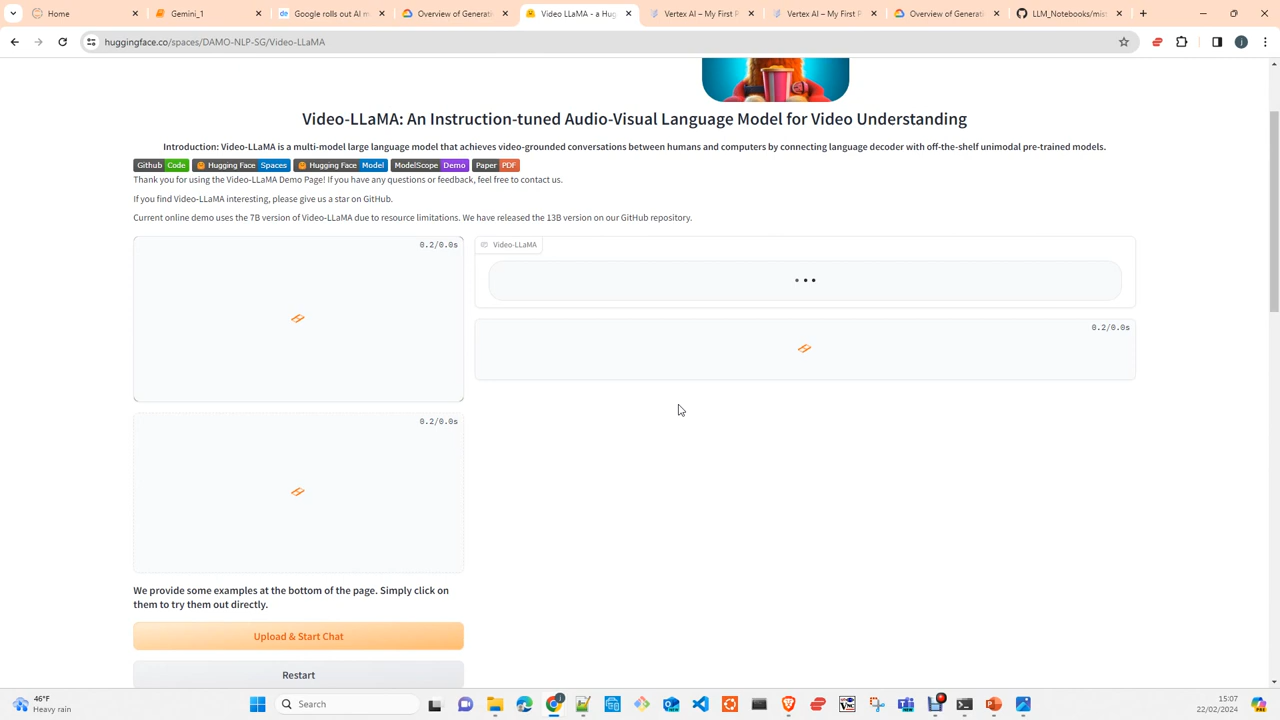 Home
Gemini_1
Google rolls out AI m
Overview of Generati
Video LLaMA - a Hug
Vertex AI – My First P
Vertex AI – My First P
Overview of Generati
LLM_Notebooks/mis
huggingface.co/spaces/DAMO-NLP-SG/Video-LLaMA
Video-LLaMA: An Instruction-tuned Audio-Visual Language Model for Video Understanding
Introduction: Video-LLaMA is a multi-model large language model that achieves video-grounded conversations between humans and computers by connecting language decoder with off-the-shelf unimodal pre-trained models.
Github Code Hugging Face Spaces Hugging Face Model ModelScope Demo Paper PDF
Thank you for using the Video-LLaMA Demo Page! If you have any questions or feedback, feel free to contact us.
If you find Video-LLaMA interesting, please give us a star on GitHub.
Current online demo uses the 7B version of Video-LLaMA due to resource limitations. We have released the 13B version on our GitHub repository.
0.2/0.0s
Video-LLaMA
0.2/0.0s
0.2/0.0s
We provide some examples at the bottom of the page. Simply click on
them to try them out directly.
Upload & Start Chat
Restart
46°F
Heavy rain
Search
15:07
22/02/2024